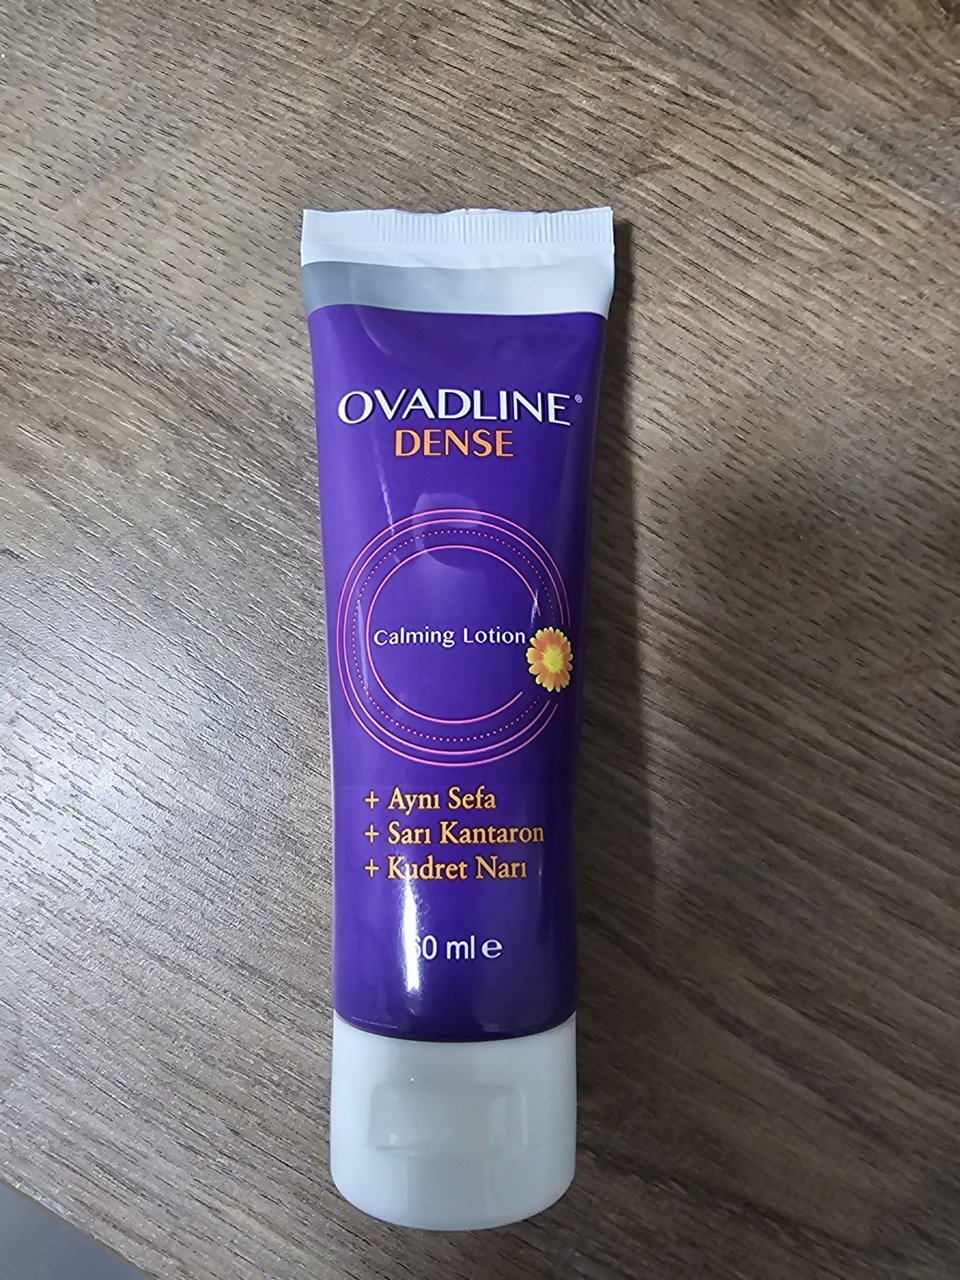 OVADLINE®
DENSE
Calming Lotion
+ Aynı Sefa
+ Sarı Kantaron
+ Kudret Narı
ml ℮